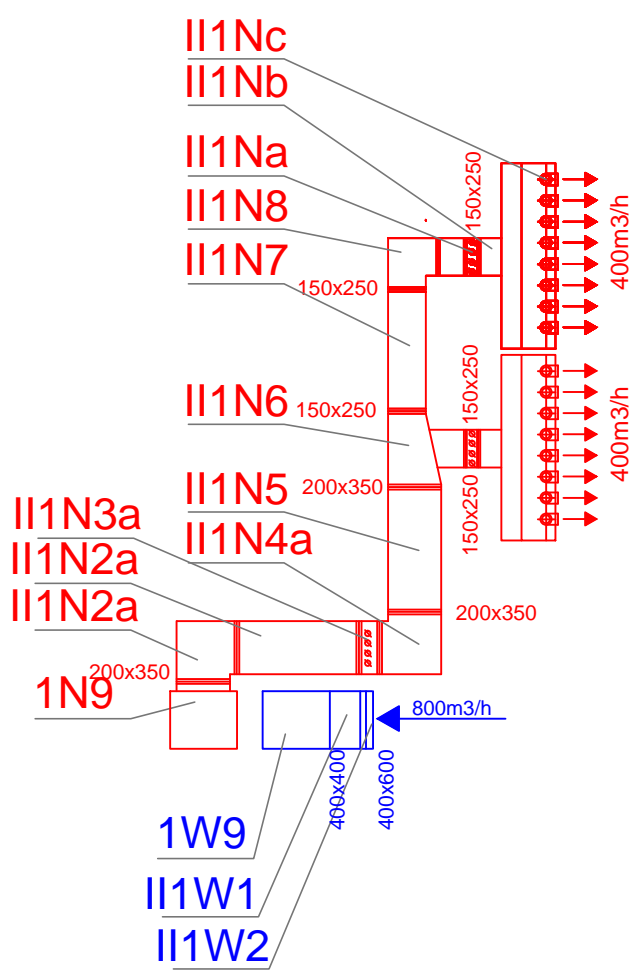 II1Nc
II1Nb
II1Na
II1N8
II1N7
150x250
150x250
400m3/h
150x250
II1N6
150x250
400m3/h
II1N5
200x350
150x250
II1N3a
II1N4a
II1N2a
II1N2a
200x350
200x350
1N9
800m3/h
400x400
400x600
1W9
II1W1
II1W2